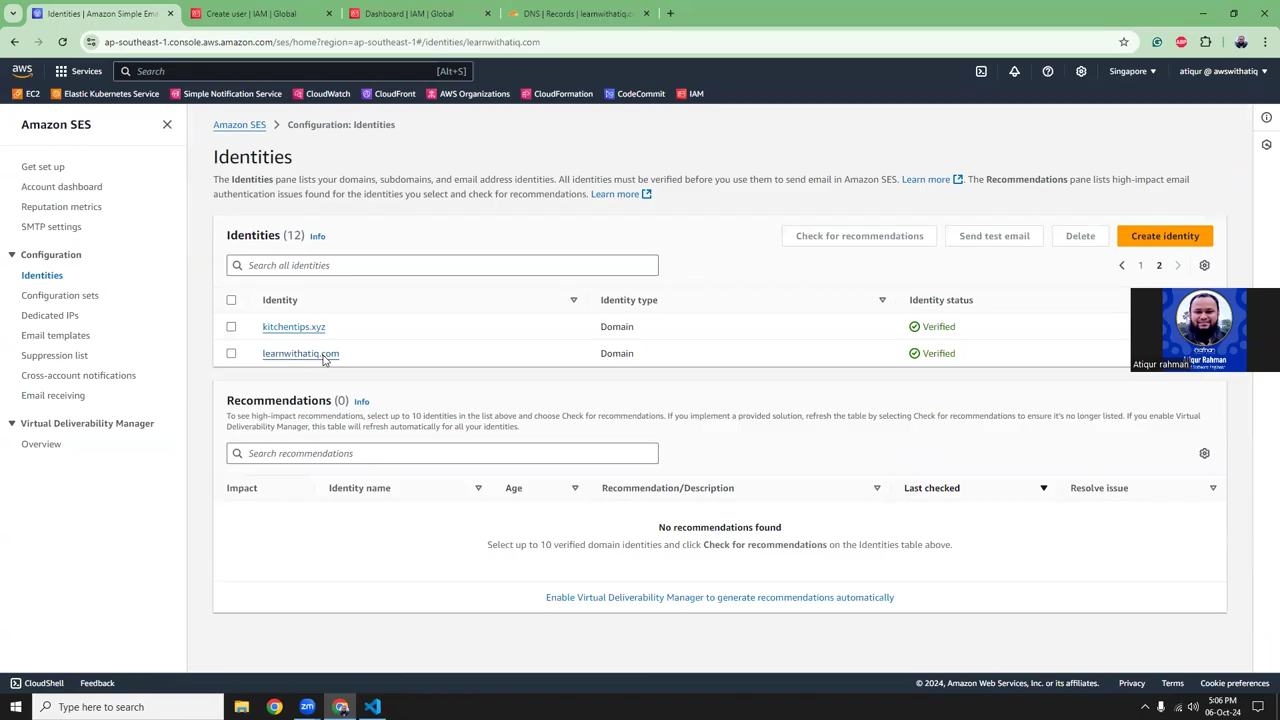 Identities | Amazon Simple Ema
Create user | IAM | Global
Dashboard | IAM | Global
DNS | Records | learnwithatiq.c
ap-southeast-1.console.aws.amazon.com/ses/home?region=ap-southeast-1#/identities/learnwithatiq.com
aws
Services
Search
[Alt+S]
Singapore
atiqur @ awswithatiq
EC2
Elastic Kubernetes Service
Simple Notification Service
CloudWatch
CloudFront
AWS Organizations
CloudFormation
CodeCommit
IAM
Amazon SES
Get set up
Account dashboard
Reputation metrics
SMTP settings
Configuration
Identities
Configuration sets
Dedicated IPs
Email templates
Suppression list
Cross-account notifications
Email receiving
Virtual Deliverability Manager
Overview
Amazon SES > Configuration: Identities
Identities
The Identities pane lists your domains, subdomains, and email address identities. All identities must be verified before you use them to send email in Amazon SES. Learn more. The Recommendations pane lists high-impact email
authentication issues found for the identities you select and check for recommendations. Learn more
Identities (12) Info
Check for recommendations
Send test email
Delete
Create identity
Search all identities
1 2
Identity
Identity type
Identity status
kitchentips.xyz
Domain
Verified
learnwithatiq.com
Domain
Verified
Atiqur Rahman
Atiqur rahman
Recommendations (0) Info
To see high-impact recommendations, select up to 10 identities in the list above and choose Check for recommendations. If you implement a provided solution, refresh the table by selecting Check for recommendations to ensure it's no longer listed. If you enable Virtual
Deliverability Manager, this table will refresh automatically for all your identities.
Search recommendations
Impact
Identity name
Age
Recommendation/Description
Last checked
Resolve issue
No recommendations found
Select up to 10 verified domain identities and click Check for recommendations on the Identities table above.
Enable Virtual Deliverability Manager to generate recommendations automatically
CloudShell
Feedback
© 2024, Amazon Web Services, Inc. or its affiliates.
Privacy
Terms
Cookie preferences
Type here to search
zm
5:06 PM
06-Oct-24